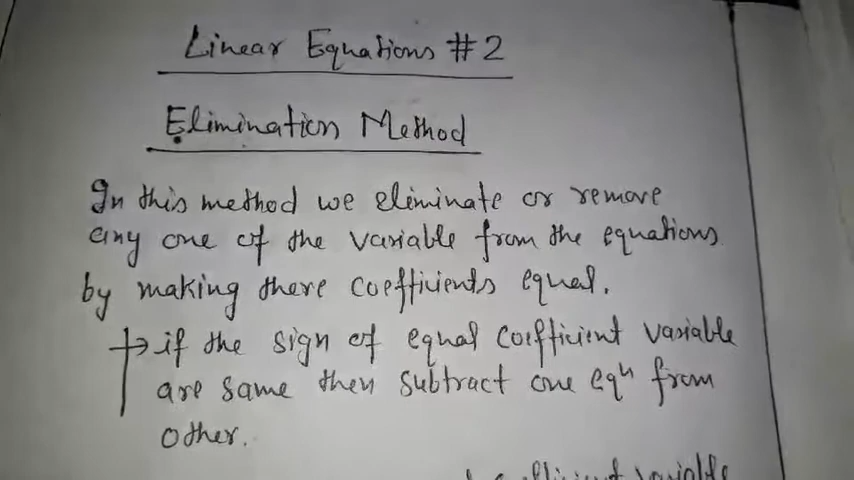 Linear Equations #2
Elimination Method
In this method we eliminate or remove
any one of the variable from the equations
by making there coefficients equal.
→ if the sign of equal coefficient variable
are same then subtract one eqn from
other.
coefficient variable